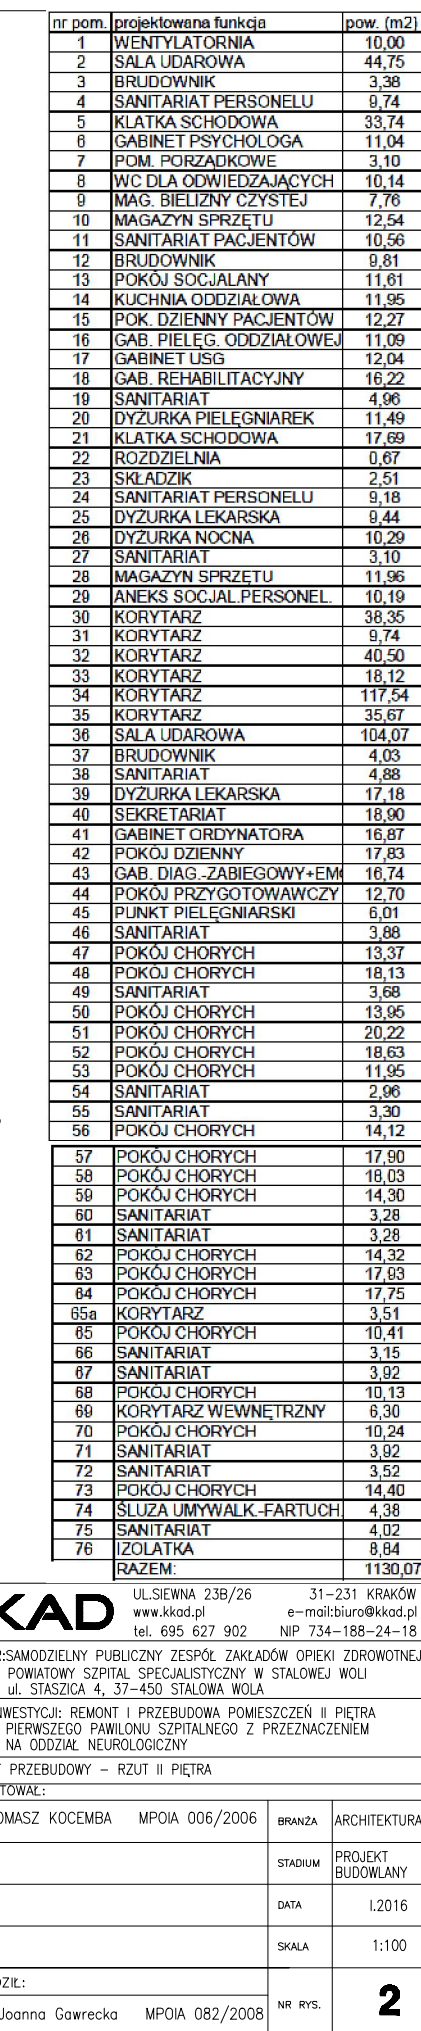 nr pom. projektowana funkcja pow. (m2)
1 WENTYLATORNIA 10,00
2 SALA UDAROWA 44,75
3 BRUDOWNIK 3,38
4 SANITARIAT PERSONELU 9,74
5 KLATKA SCHODOWA 33,74
6 GABINET PSYCHOLOGA 11,04
7 POM. PORZĄDKOWE 3,10
8 WC DLA ODWIEDZAJĄCYCH 10,14
9 MAG. BIELIZNY CZYSTEJ 7,76
10 MAGAZYN SPRZĘTU 12,54
11 SANITARIAT PACJENTÓW 10,56
12 BRUDOWNIK 9,81
13 POKÓJ SOCJALANY 11,61
14 KUCHNIA ODDZIAŁOWA 11,95
15 POK. DZIENNY PACJENTÓW 12,27
16 GAB. PIELĘG. ODDZIAŁOWEJ 11,09
17 GABINET USG 12,04
18 GAB. REHABILITACYJNY 16,22
19 SANITARIAT 4,96
20 DYŻURKA PIELĘGNIAREK 11,49
21 KLATKA SCHODOWA 17,69
22 ROZDZIELNIA 0,67
23 SKŁADZIK 2,51
24 SANITARIAT PERSONELU 9,18
25 DYŻURKA LEKARSKA 9,44
26 DYŻURKA NOCNA 10,29
27 SANITARIAT 3,10
28 MAGAZYN SPRZĘTU 11,96
29 ANEKS SOCJAL.PERSONEL. 10,19
30 KORYTARZ 38,35
31 KORYTARZ 9,74
32 KORYTARZ 40,50
33 KORYTARZ 18,12
34 KORYTARZ 117,54
35 KORYTARZ 35,67
36 SALA UDAROWA 104,07
37 BRUDOWNIK 4,03
38 SANITARIAT 4,88
39 DYŻURKA LEKARSKA 17,18
40 SEKRETARIAT 18,90
41 GABINET ORDYNATORA 16,87
42 POKÓJ DZIENNY 17,83
43 GAB. DIAG.-ZABIEGOWY+EM 16,74
44 POKÓJ PRZYGOTOWAWCZY 12,70
45 PUNKT PIELĘGNIARSKI 6,01
46 SANITARIAT 3,88
47 POKÓJ CHORYCH 13,37
48 POKÓJ CHORYCH 18,13
49 SANITARIAT 3,68
50 POKÓJ CHORYCH 13,95
51 POKÓJ CHORYCH 20,22
52 POKÓJ CHORYCH 18,63
53 POKÓJ CHORYCH 11,95
54 SANITARIAT 2,96
55 SANITARIAT 3,30
56 POKÓJ CHORYCH 14,12
57 POKÓJ CHORYCH 17,90
58 POKÓJ CHORYCH 18,03
59 POKÓJ CHORYCH 14,30
60 SANITARIAT 3,28
61 SANITARIAT 3,28
62 POKÓJ CHORYCH 14,32
63 POKÓJ CHORYCH 17,93
64 POKÓJ CHORYCH 17,75
65a KORYTARZ 3,51
65 POKÓJ CHORYCH 10,41
66 SANITARIAT 3,15
67 SANITARIAT 3,92
68 POKÓJ CHORYCH 10,13
69 KORYTARZ WEWNĘTRZNY 6,30
70 POKÓJ CHORYCH 10,24
71 SANITARIAT 3,92
72 SANITARIAT 3,52
73 POKÓJ CHORYCH 14,40
74 ŚLUZA UMYWALK.-FARTUCH. 4,38
75 SANITARIAT 4,02
76 IZOLATKA 8,84
RAZEM: 1130,07
KKAD
UL.SIEWNA 23B/26 31-231 KRAKÓW
www.kkad.pl e-mail:biuro@kkad.pl
tel. 695 627 902 NIP 734-188-24-18
:SAMODZIELNY PUBLICZNY ZESPÓŁ ZAKŁADÓW OPIEKI ZDROWOTNEJ
POWIATOWY SZPITAL SPECJALISTYCZNY W STALOWEJ WOLI
ul. STASZICA 4, 37-450 STALOWA WOLA
NWESTYCJI: REMONT I PRZEBUDOWA POMIESZCZEŃ II PIĘTRA
PIERWSZEGO PAWILONU SZPITALNEGO Z PRZEZNACZENIEM
NA ODDZIAŁ NEUROLOGICZNY
T PRZEBUDOWY – RZUT II PIĘTRA
TOWAŁ:
OMASZ KOCEMBA MPOIA 006/2006 BRANŻA ARCHITEKTURA
STADIUM PROJEKT
BUDOWLANY
DATA I.2016
SKALA 1:100
DZIŁ:
Joanna Gawrecka MPOIA 082/2008 NR RYS. 2